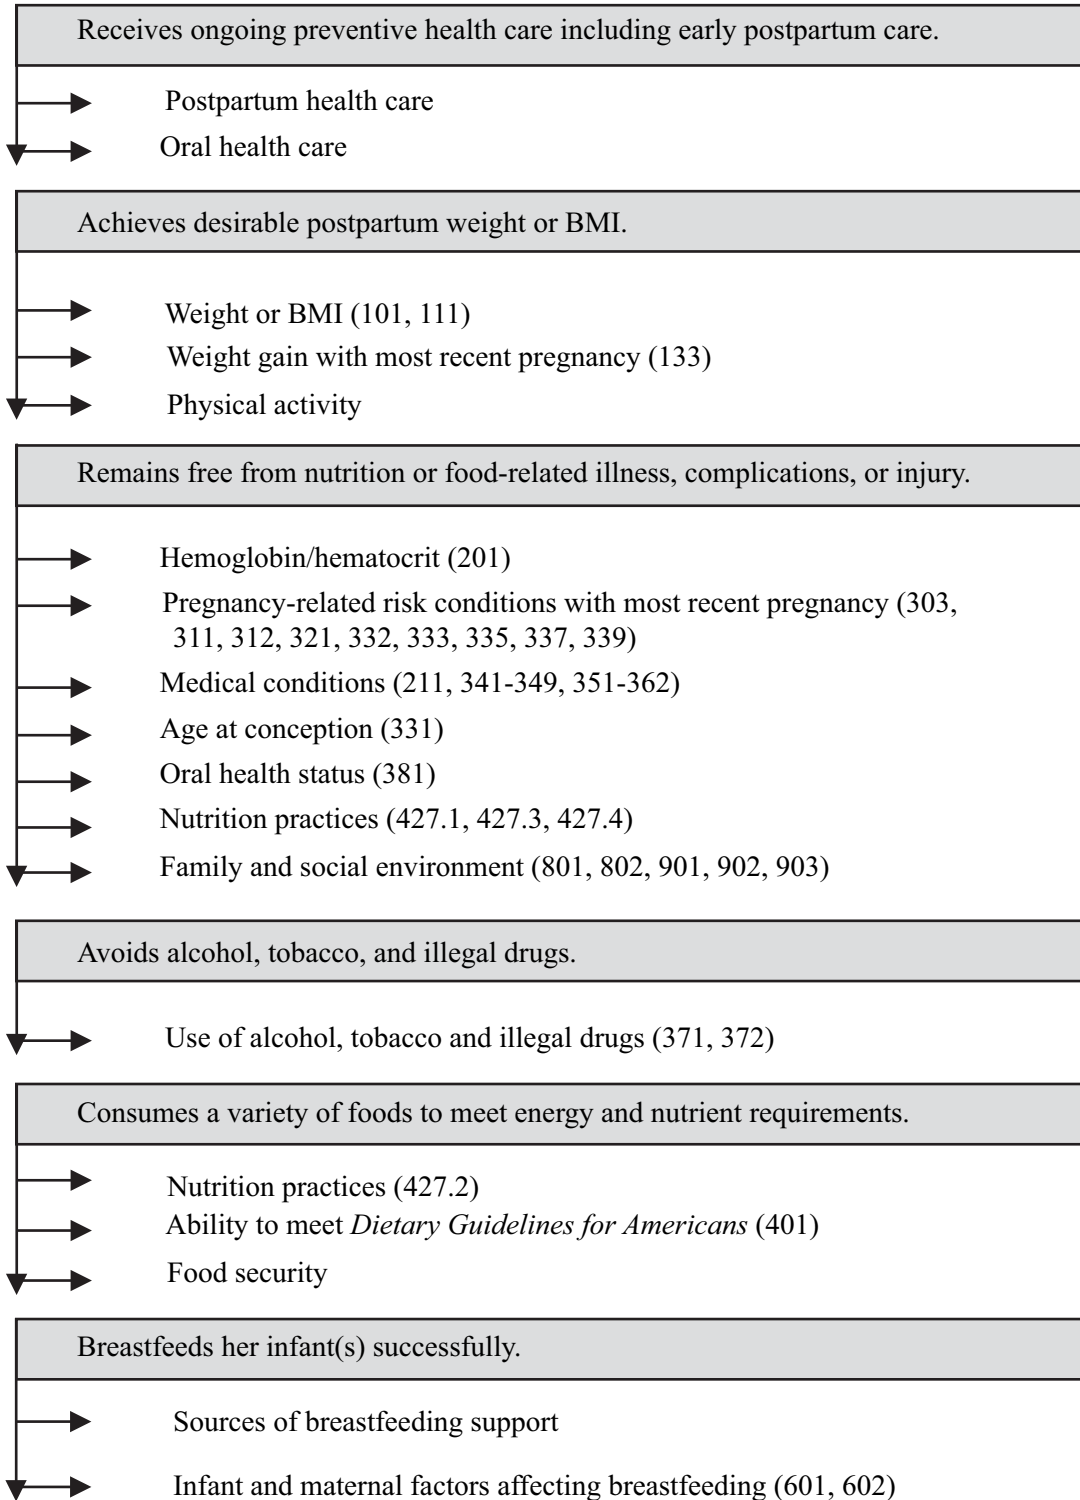 Receives ongoing preventive health care including early postpartum care.
Postpartum health care
Oral health care
Achieves desirable postpartum weight or BMI.
Weight or BMI (101, 111)
Weight gain with most recent pregnancy (133)
Physical activity
Remains free from nutrition or food-related illness, complications, or injury.
Hemoglobin/hematocrit (201)
Pregnancy-related risk conditions with most recent pregnancy (303,
311, 312, 321, 332, 333, 335, 337, 339)
Medical conditions (211, 341-349, 351-362)
Age at conception (331)
Oral health status (381)
Nutrition practices (427.1, 427.3, 427.4)
Family and social environment (801, 802, 901, 902, 903)
Avoids alcohol, tobacco, and illegal drugs.
Use of alcohol, tobacco and illegal drugs (371, 372)
Consumes a variety of foods to meet energy and nutrient requirements.
Nutrition practices (427.2)
Ability to meet Dietary Guidelines for Americans (401)
Food security
Breastfeeds her infant(s) successfully.
Sources of breastfeeding support
Infant and maternal factors affecting breastfeeding (601, 602)